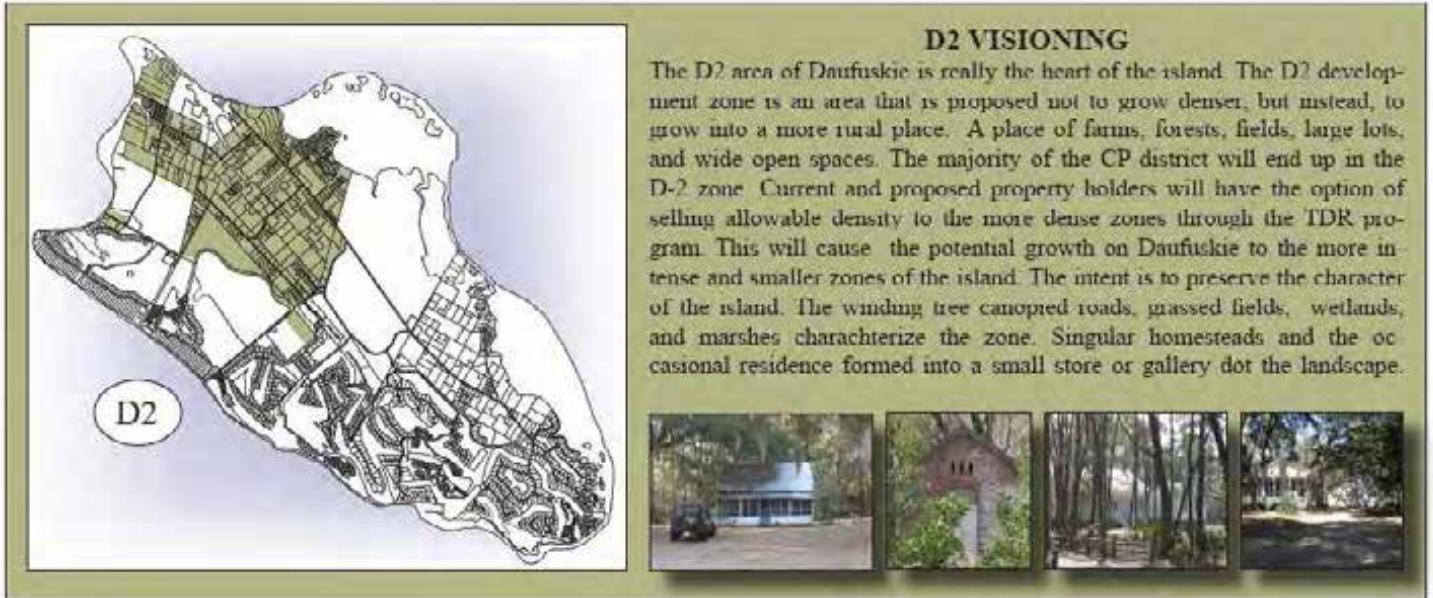 D2 VISIONING
The D2 area of Daufuskie is really the heart of the island. The D2 develop-
ment zone is an area that is proposed not to grow denser, but instead, to
grow into a more rural place. A place of farms, forests, fields, large lots,
and wide open spaces. The majority of the CP district will end up in the
D-2 zone. Current and proposed property holders will have the option of
selling allowable density to the more dense zones through the TDR pro-
gram. This will cause the potential growth on Daufuskie to the more in-
tense and smaller zones of the island. The intent is to preserve the character
of the island. The winding tree canopied roads, grassed fields, wetlands,
and marshes charachterize the zone. Singular homesteads and the oc-
casional residence formed into a small store or gallery dot the landscape.
D2